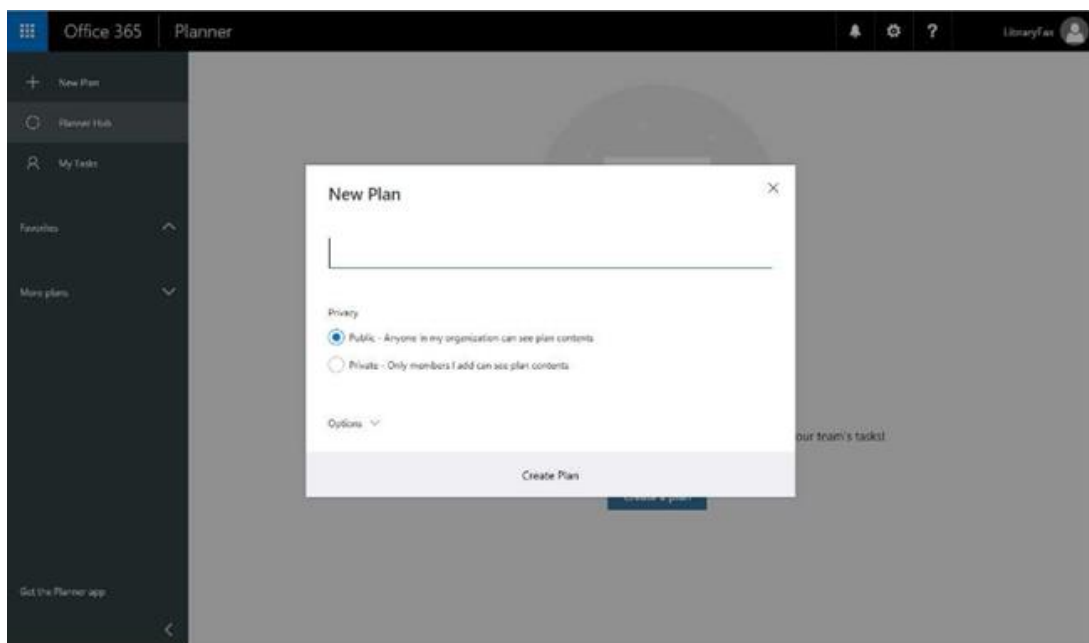 Office 365 Planner ? LibraryFax
New Plan
Planner Hub
My Tasks
Favorites
More plans
Get the Planner app
New Plan
Privacy
Public - Anyone in my organization can see plan contents
Private - Only members I add can see plan contents
Options
Create Plan
our team's tasks!
Create a plan